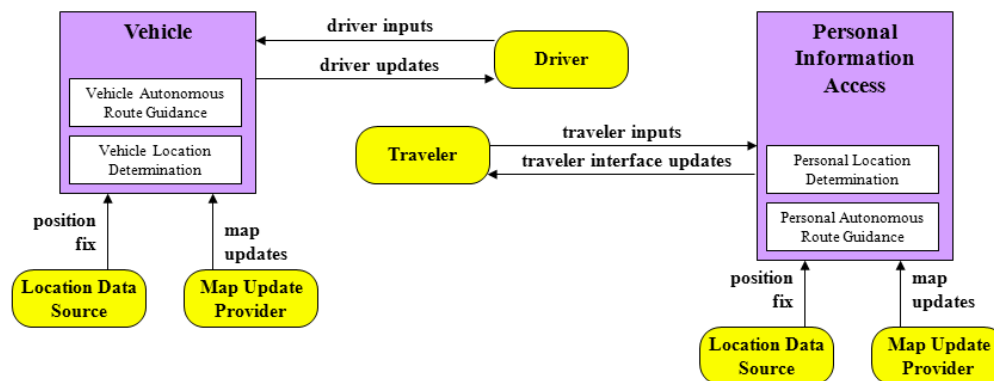 Vehicle
Vehicle Autonomous
Route Guidance
Vehicle Location
Determination
driver inputs
driver updates
Driver
Personal
Information
Access
Traveler
traveler inputs
traveler interface updates
Personal Location
Determination
Personal Autonomous
Route Guidance
position
fix
map
updates
Location Data
Source
Map Update
Provider
position
fix
map
updates
Location Data
Source
Map Update
Provider